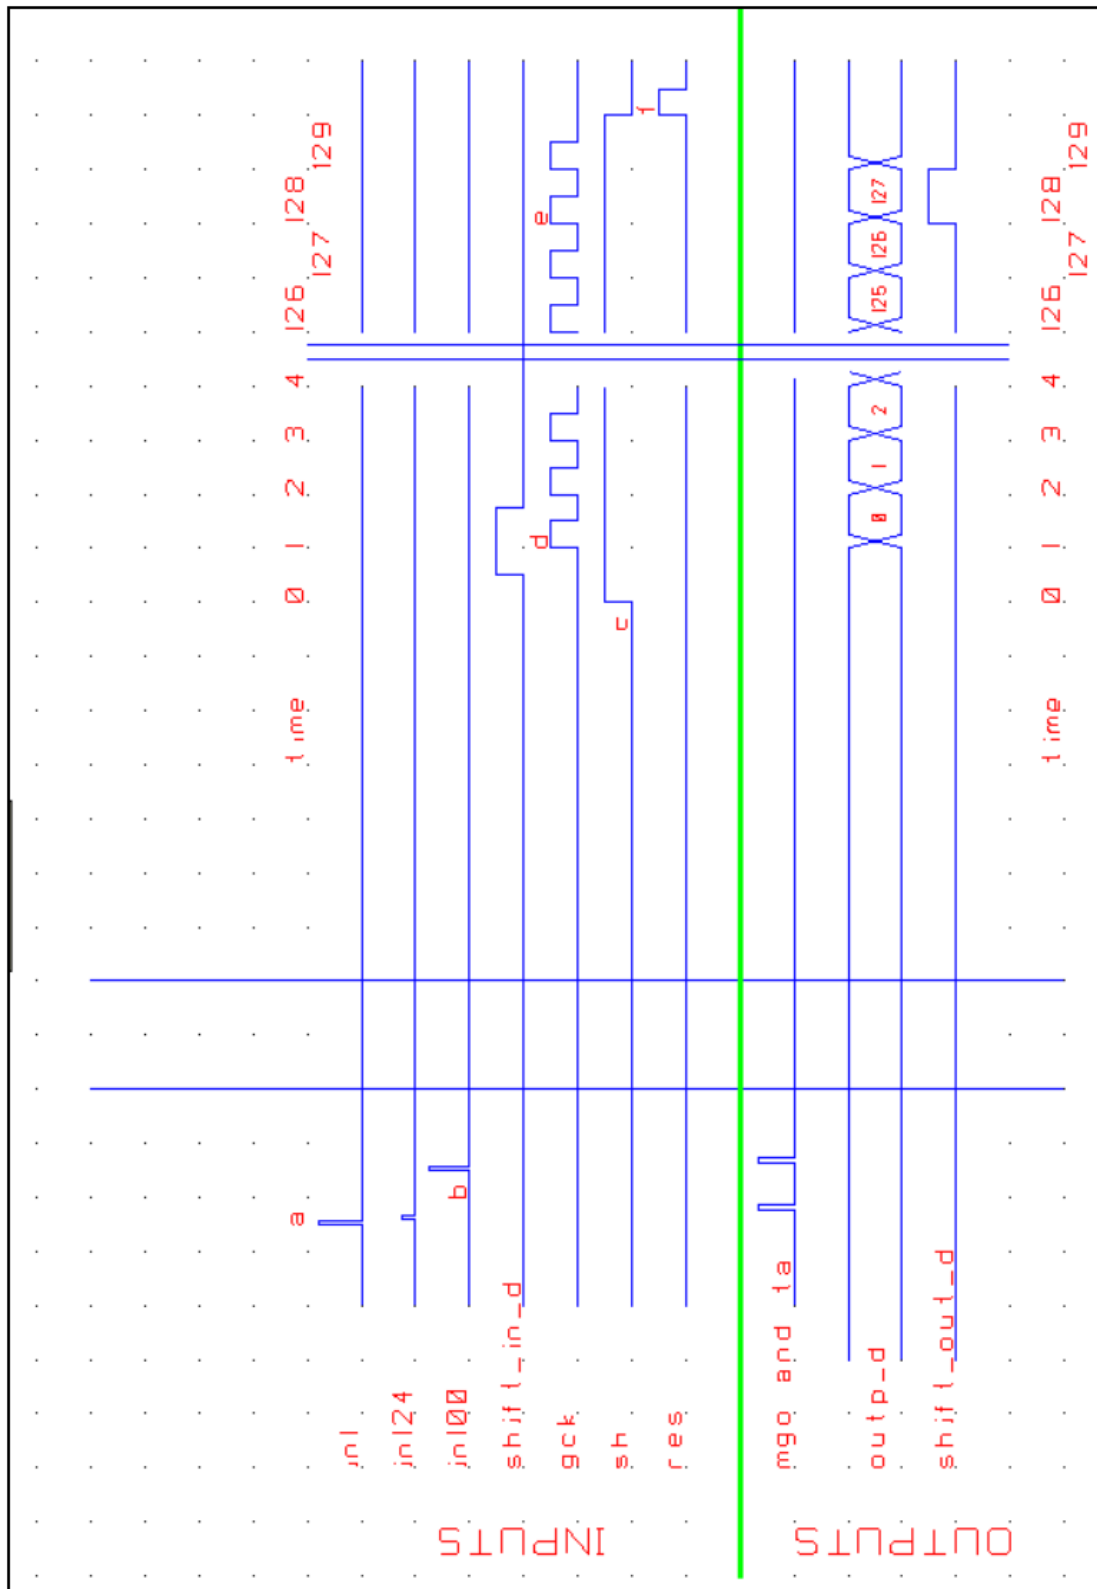 a time 0 1 2 3 4 126 128
127 129
in1
in124
in100 b
shift_in_d
d e
gck
sh c
f
res
INPUTS
mgo and ta
outp_d 0 1 2 125 126 127
shift_out_d
OUTPUTS
time 0 1 2 3 4 126 128
127 129